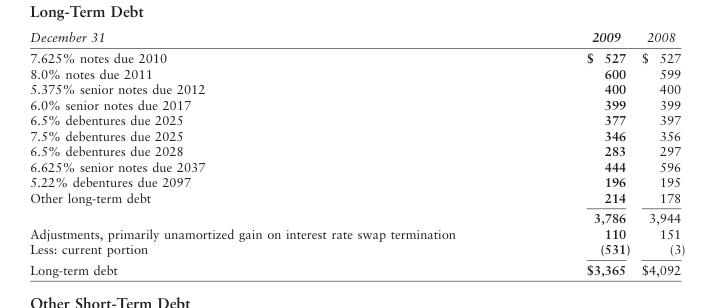 Long-Term Debt
December 31 2009 2008
7.625% notes due 2010 $ 527 $ 527
8.0% notes due 2011 600 599
5.375% senior notes due 2012 400 400
6.0% senior notes due 2017 399 399
6.5% debentures due 2025 377 397
7.5% debentures due 2025 346 356
6.5% debentures due 2028 283 297
6.625% senior notes due 2037 444 596
5.22% debentures due 2097 196 195
Other long-term debt 214 178
3,786 3,944
Adjustments, primarily unamortized gain on interest rate swap termination 110 151
Less: current portion (531) (3)
Long-term debt $3,365 $4,092
Other Short-Term Debt